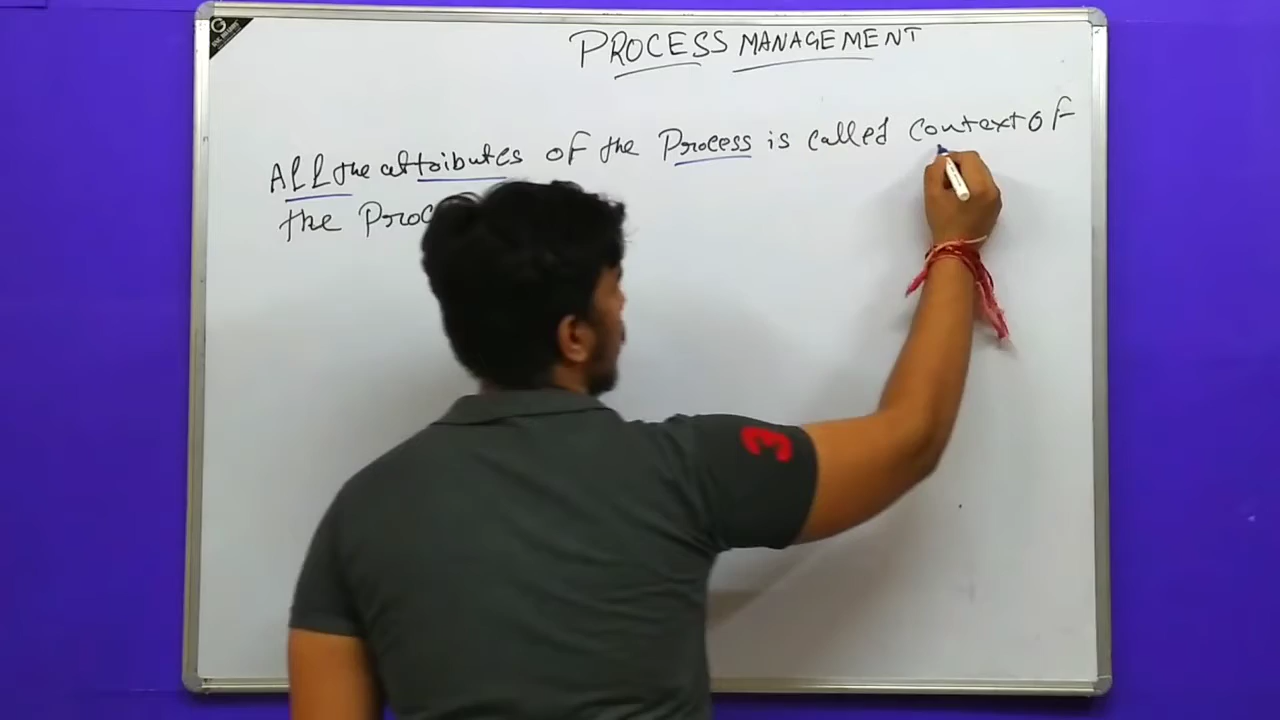 PROCESS MANAGEMENT
ALL the attributes of the Process is called context of
the Proc